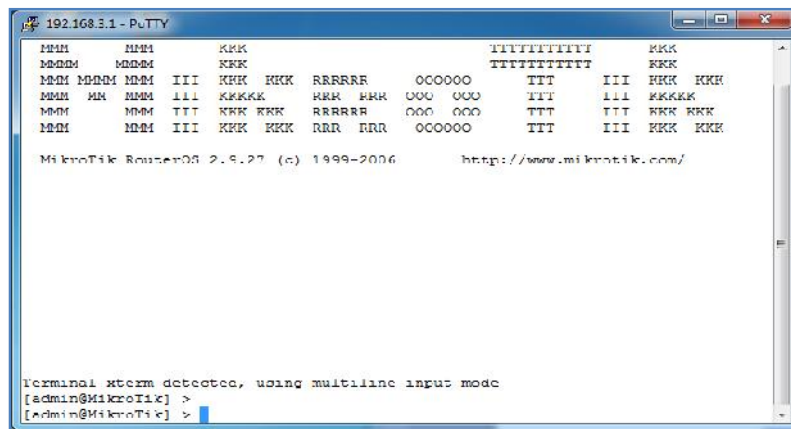 192.168.3.1 - PuTTY
MMM MMM KKK TTTTTTTTTTT KKK
MMMM MMMM KKK TTTTTTTTTTT KKK
MMM MMMM MMM III KKK KKK RRRRRR OOOOOO TTT III KKK KKK
MMM MM MMM III KKKKK RRR RRR OOO OOO TTT III KKKKK
MMM MMM III KKK KKK RRRRRR OOO OOO TTT III KKK KKK
MMM MMM III KKK KKK RRR RRR OOOOOO TTT III KKK KKK
MikroTik RouterOS 2.9.27 (c) 1999-2006 http://www.mikrotik.com/
Terminal xterm detected, using multiline input mode
[admin@MikroTik] >
[admin@MikroTik] >